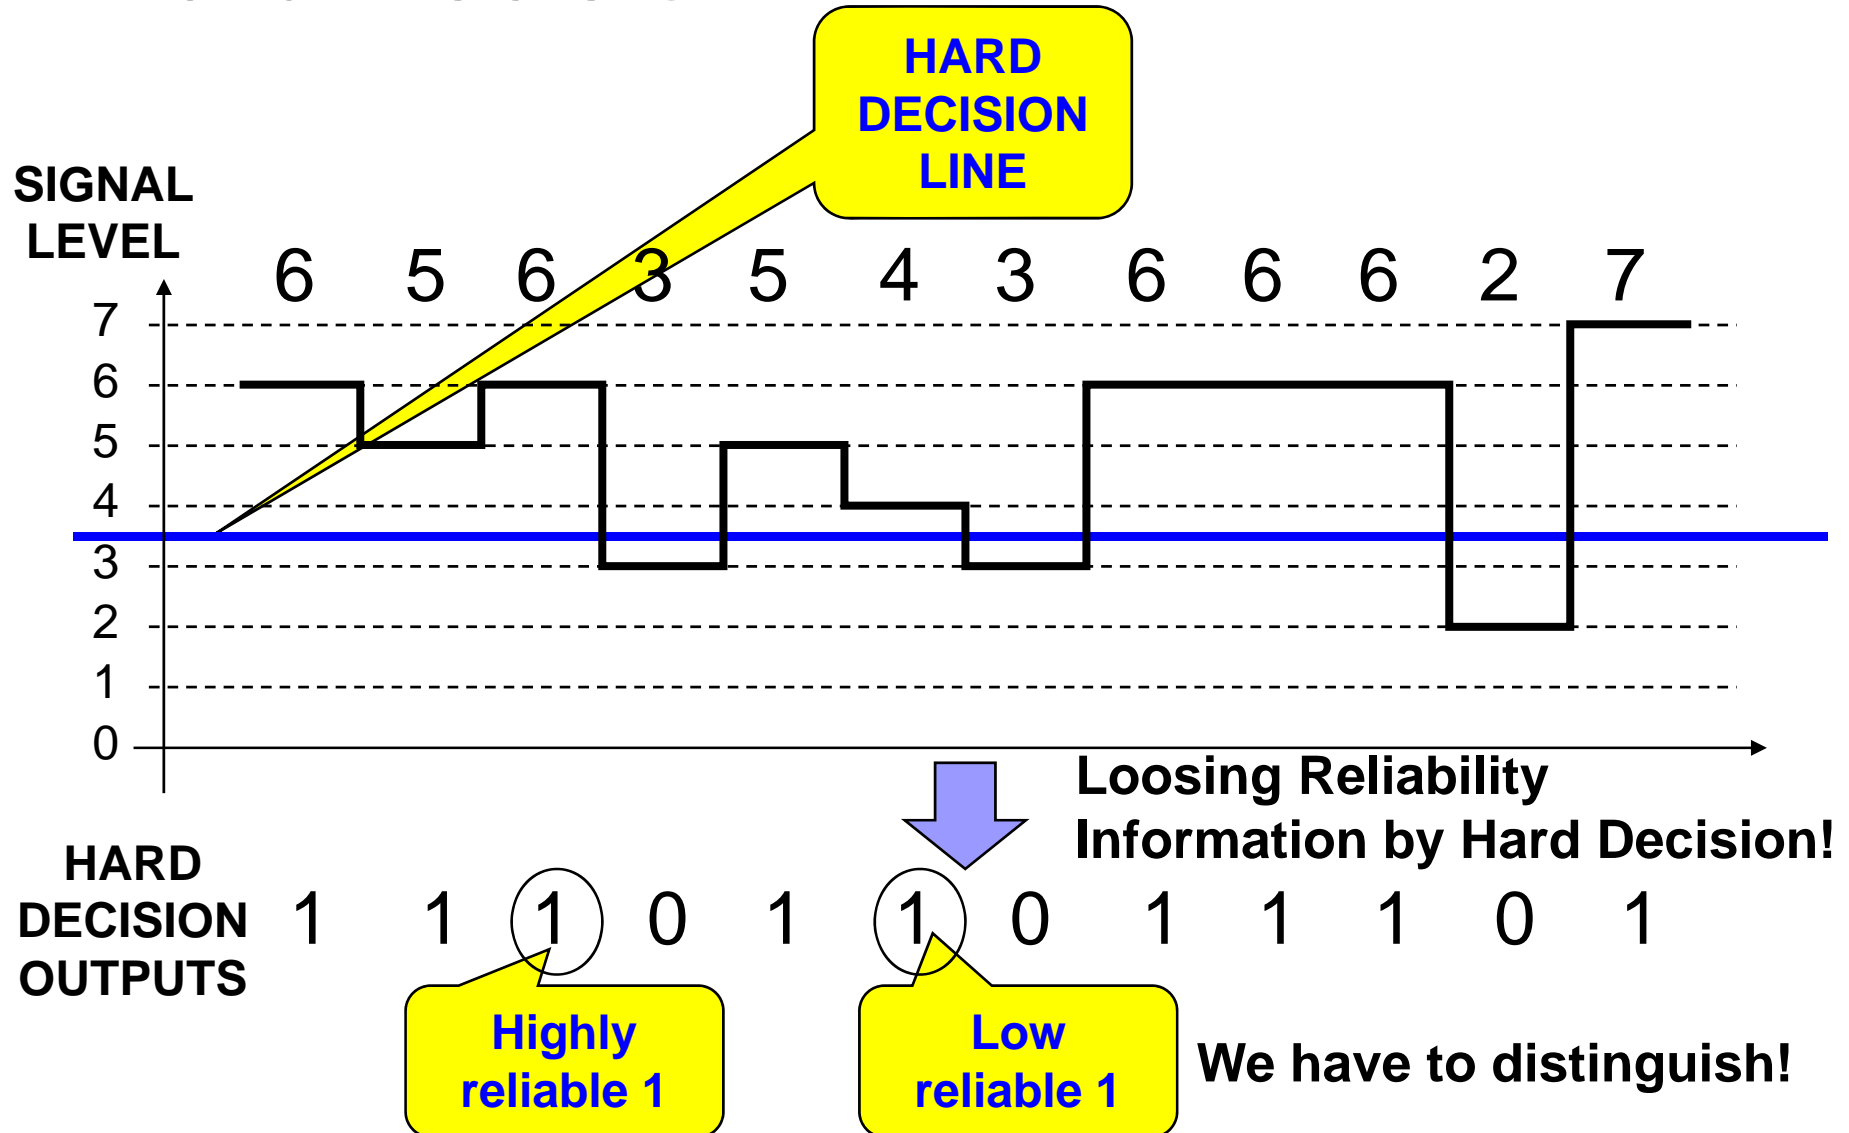 HARD
DECISION
LINE
SIGNAL
LEVEL
6 5 6 3 5 4 3 6 6 6 2 7
7
6
5
4
3
2
1
0
Loosing Reliability
Information by Hard Decision!
HARD
DECISION
OUTPUTS
1 1 1 0 1 1 0 1 1 1 0 1
Highly
reliable 1
Low
reliable 1
We have to distinguish!